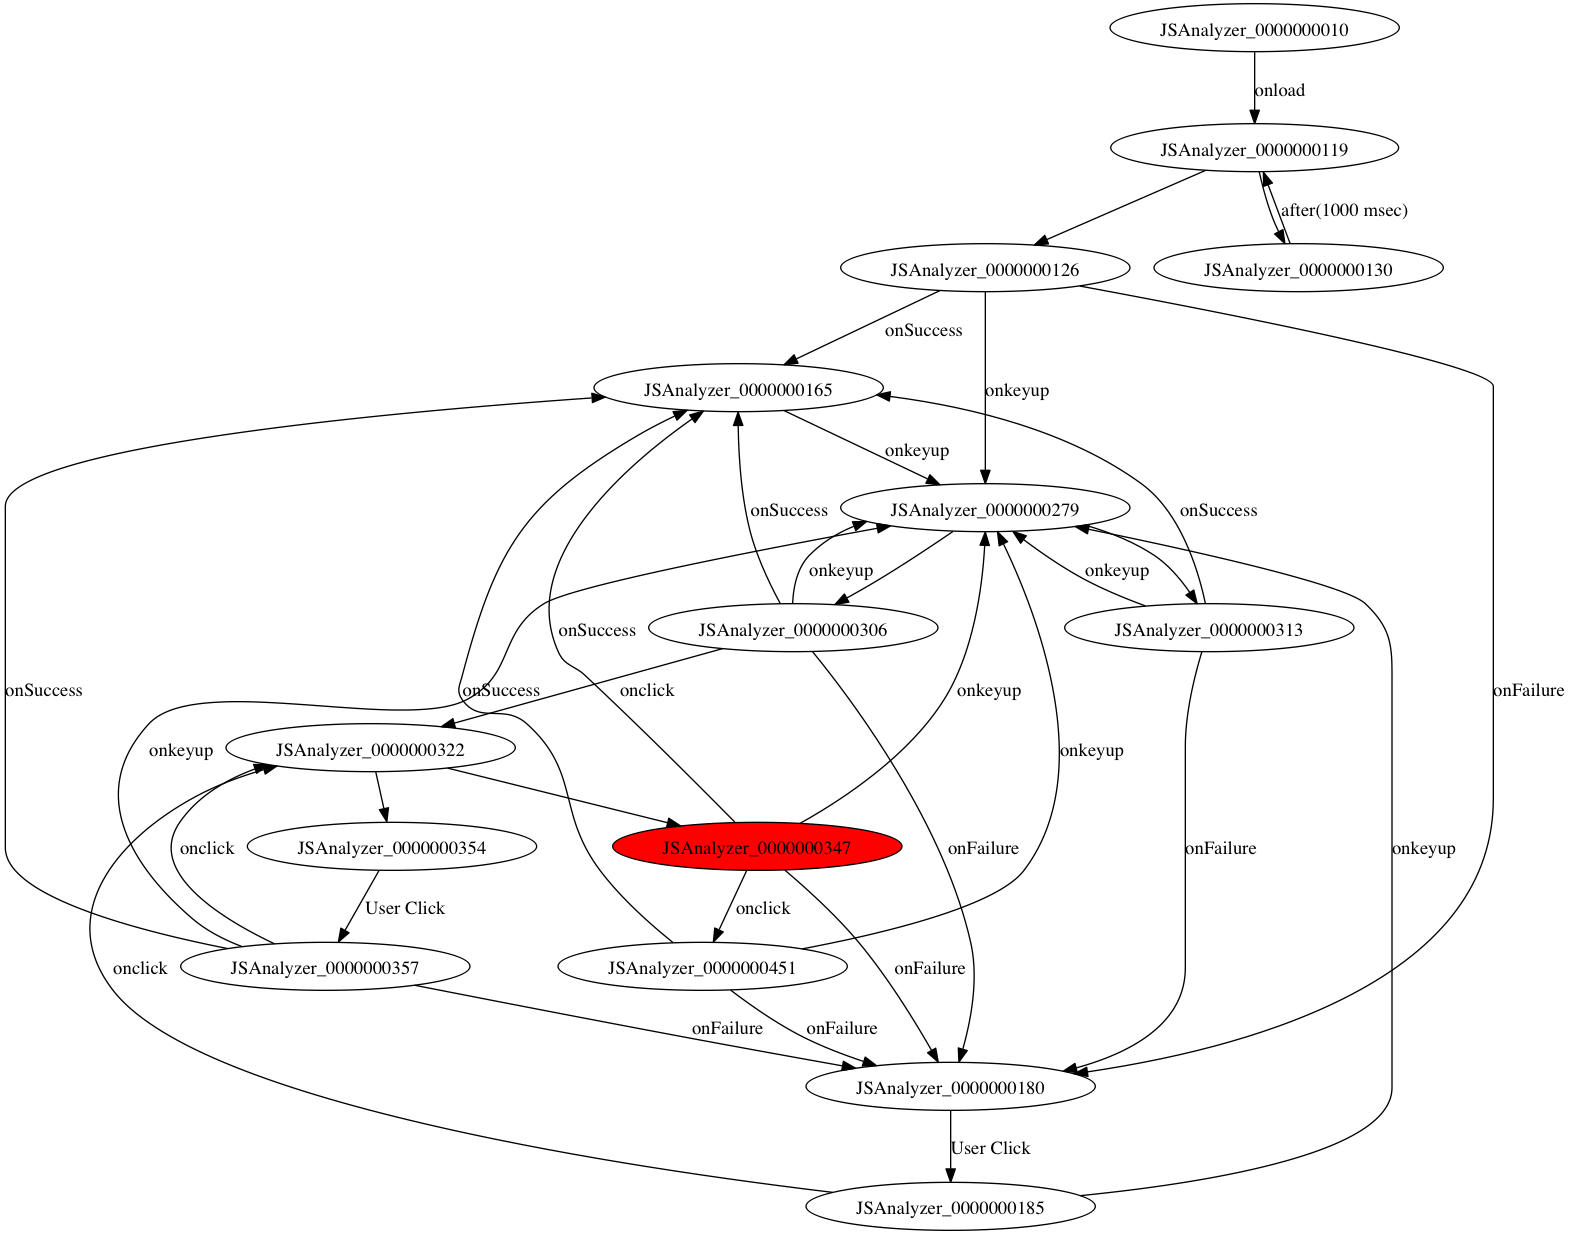 JSAnalyzer_0000000010
onload
JSAnalyzer_0000000119
after(1000 msec)
JSAnalyzer_0000000126
JSAnalyzer_0000000130
onSuccess
JSAnalyzer_0000000165
onkeyup
onkeyup
JSAnalyzer_0000000279
onSuccess
onSuccess
onkeyup
onkeyup
JSAnalyzer_0000000306
JSAnalyzer_0000000313
onSuccess
onSuccess
onSuccess
onclick
onkeyup
onFailure
JSAnalyzer_0000000322
onkeyup
onkeyup
JSAnalyzer_0000000354
JSAnalyzer_0000000347
onclick
onFailure
onFailure
onkeyup
User Click
onclick
JSAnalyzer_0000000357
JSAnalyzer_0000000451
onclick
onFailure
onFailure
onFailure
JSAnalyzer_0000000180
User Click
JSAnalyzer_0000000185